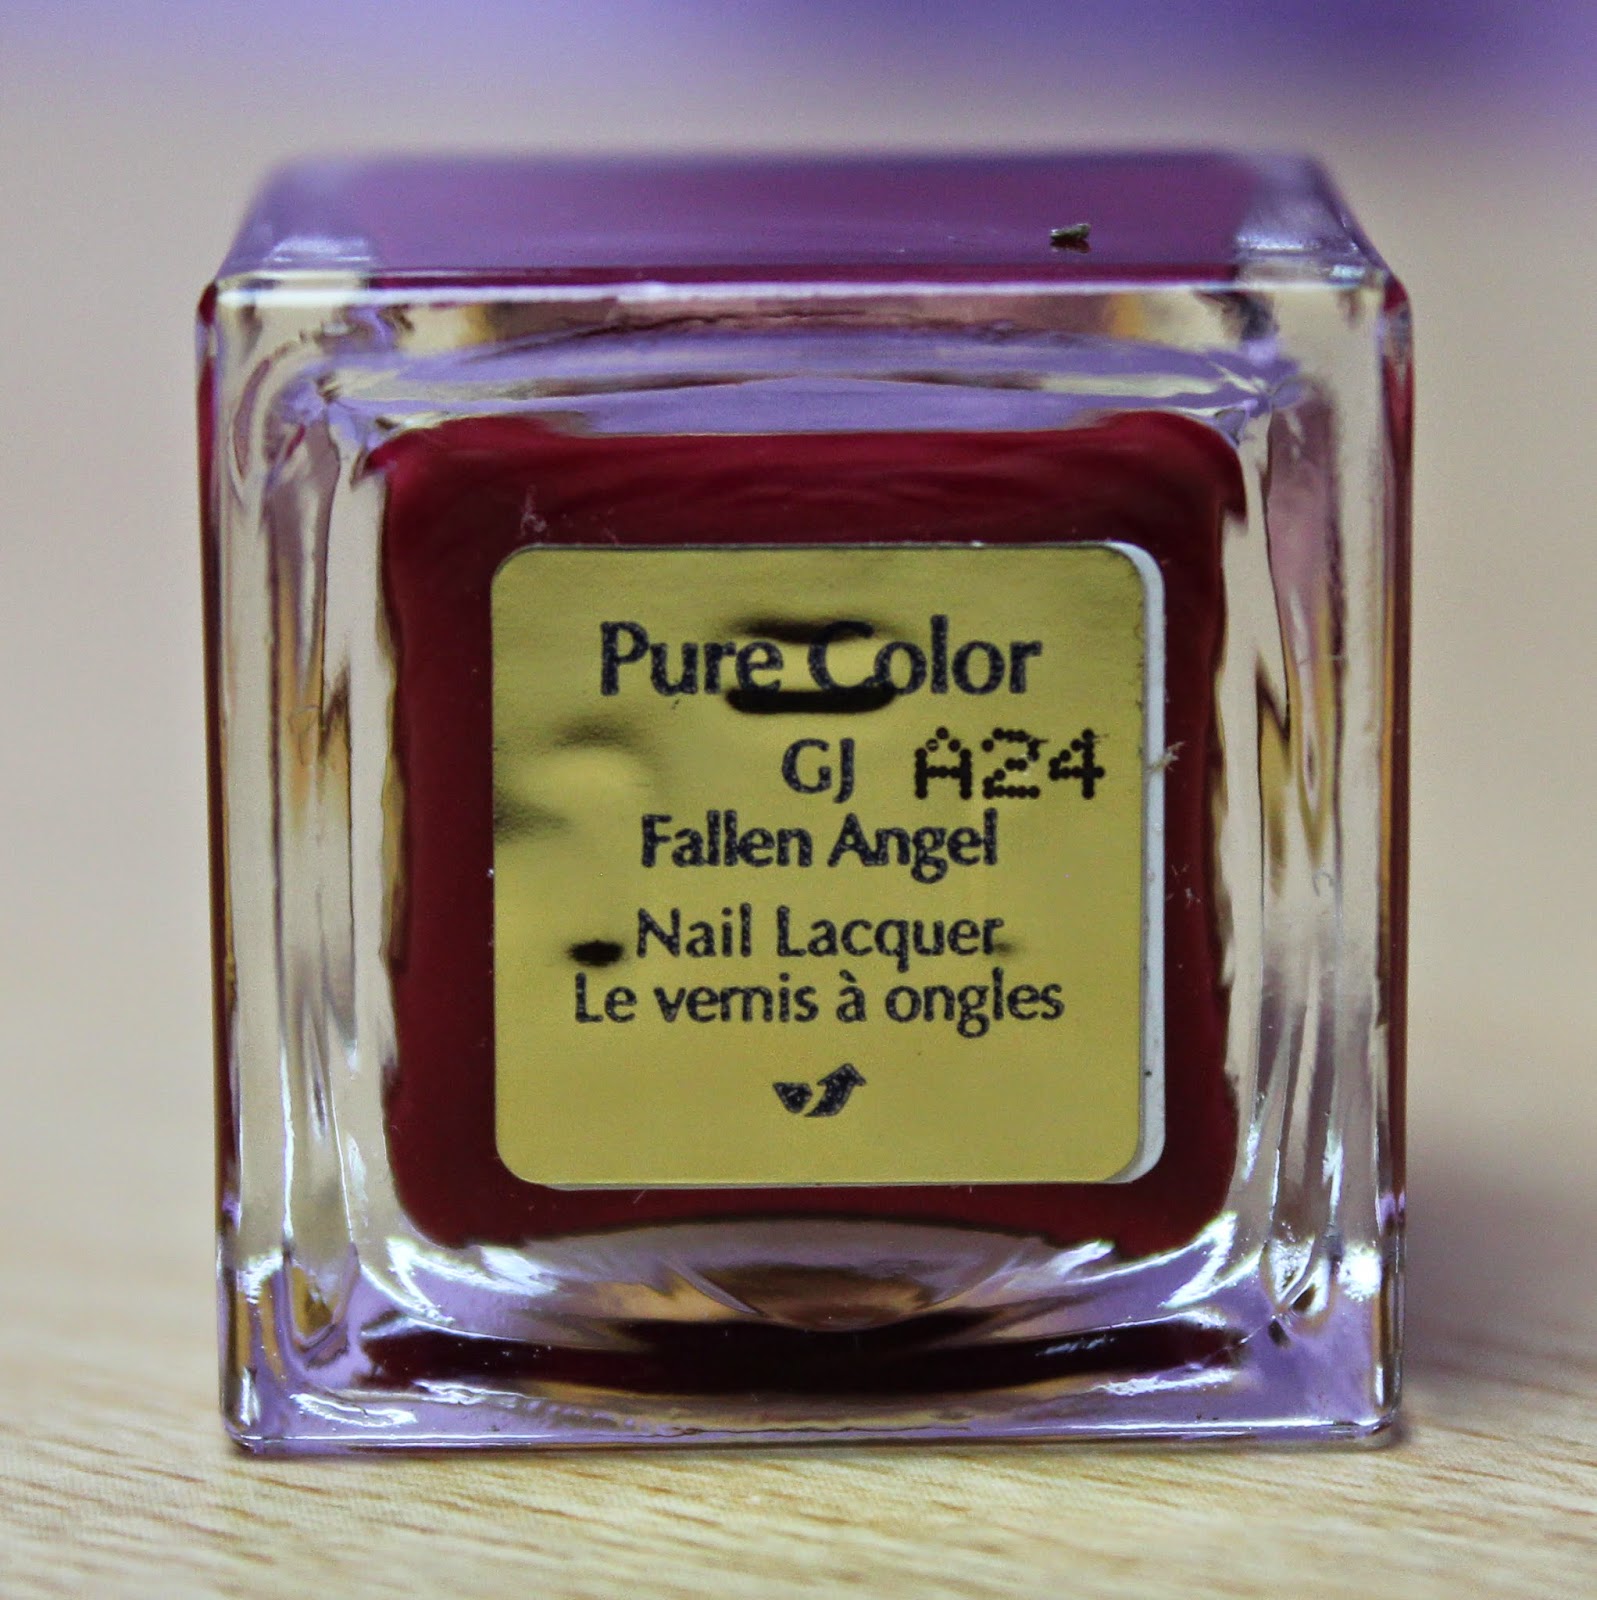 Pure Color
GJ A24
Fallen Angel
Nail Lacquer
Le vernis à ongles